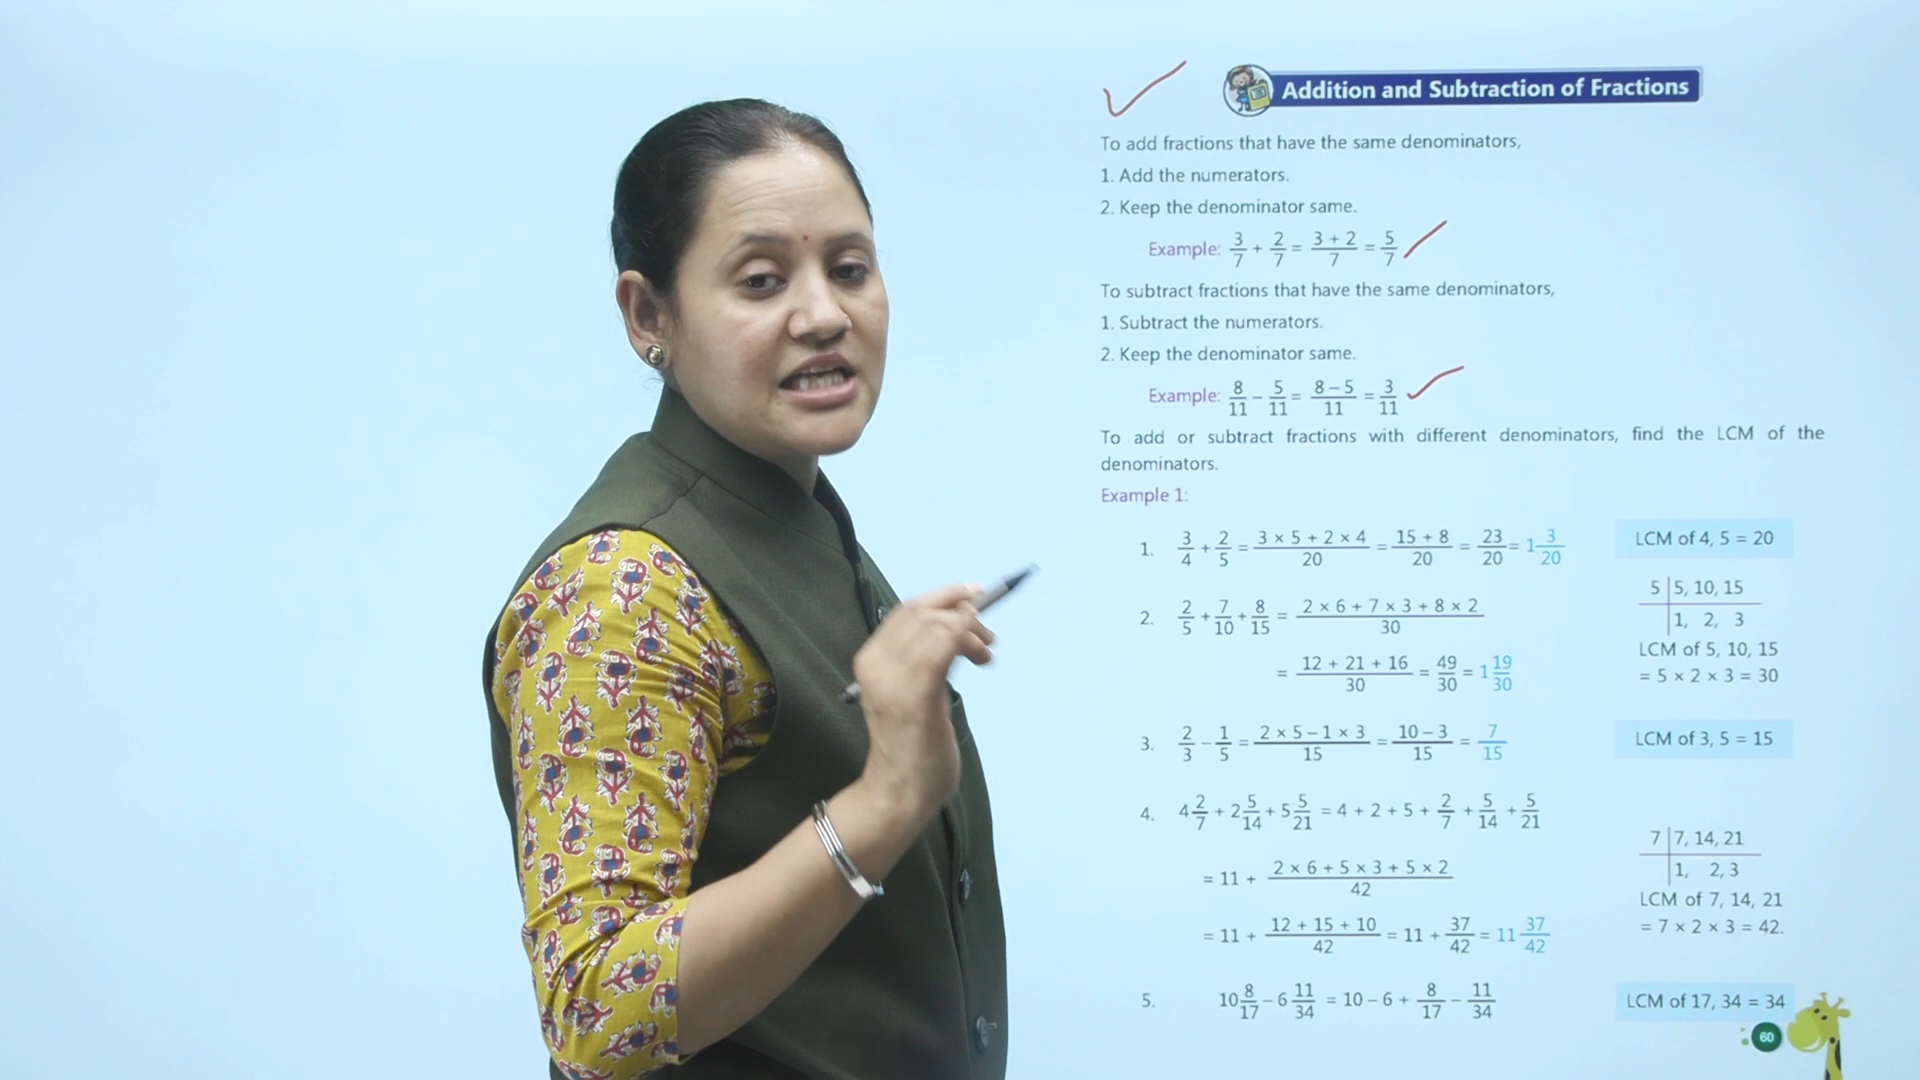 Addition and Subtraction of Fractions
To add fractions that have the same denominators,
1. Add the numerators.
2. Keep the denominator same.
Example: 3/7 + 2/7 = (3 + 2)/7 = 5/7
To subtract fractions that have the same denominators,
1. Subtract the numerators.
2. Keep the denominator same.
Example: 8/11 − 5/11 = (8 − 5)/11 = 3/11
To add or subtract fractions with different denominators, find the LCM of the
denominators.
Example 1:
1. 3/4 + 2/5 = (3 × 5 + 2 × 4)/20 = (15 + 8)/20 = 23/20 = 1 3/20
LCM of 4, 5 = 20
2. 2/5 + 7/10 + 8/15 = (2 × 6 + 7 × 3 + 8 × 2)/30
= (12 + 21 + 16)/30 = 49/30 = 1 19/30
5 | 5, 10, 15
1, 2, 3
LCM of 5, 10, 15
= 5 × 2 × 3 = 30
3. 2/3 − 1/5 = (2 × 5 − 1 × 3)/15 = (10 − 3)/15 = 7/15
LCM of 3, 5 = 15
4. 4 2/7 + 2 5/14 + 5 5/21 = 4 + 2 + 5 + 2/7 + 5/14 + 5/21
= 11 + (2 × 6 + 5 × 3 + 5 × 2)/42
= 11 + (12 + 15 + 10)/42 = 11 + 37/42 = 11 37/42
7 | 7, 14, 21
1, 2, 3
LCM of 7, 14, 21
= 7 × 2 × 3 = 42.
5. 10 8/17 − 6 11/34 = 10 − 6 + 8/17 − 11/34
LCM of 17, 34 = 34
60